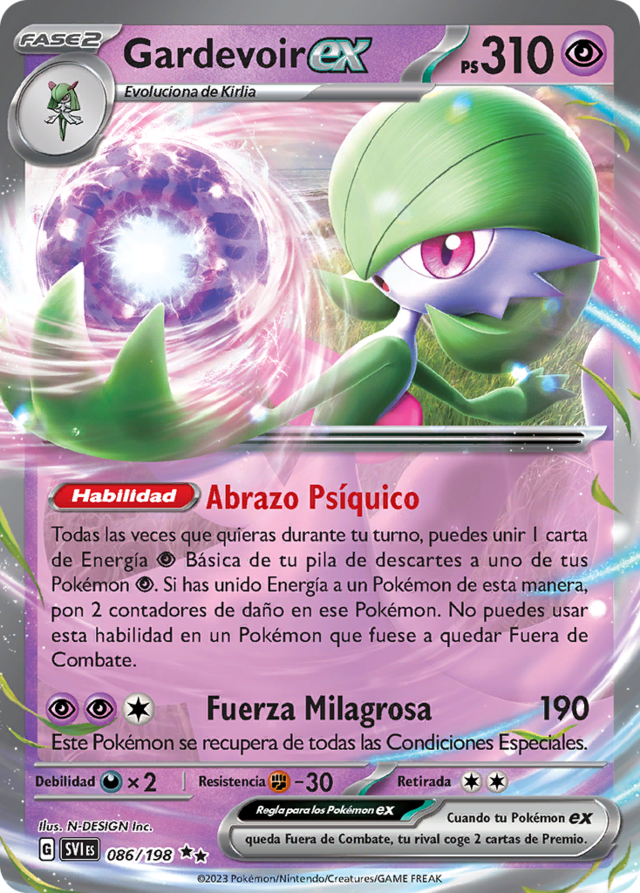 FASE2
Gardevoir ex
PS310
Evoluciona de Kirlia
Habilidad Abrazo Psíquico
Todas las veces que quieras durante tu turno, puedes unir 1 carta
de Energía Básica de tu pila de descartes a uno de tus
Pokémon . Si has unido Energía a un Pokémon de esta manera,
pon 2 contadores de daño en ese Pokémon. No puedes usar
esta habilidad en un Pokémon que fuese a quedar Fuera de
Combate.
Fuerza Milagrosa 190
Este Pokémon se recupera de todas las Condiciones Especiales.
Debilidad ×2 Resistencia -30 Retirada
Regla para los Pokémon ex Cuando tu Pokémon ex
queda Fuera de Combate, tu rival coge 2 cartas de Premio.
Ilus. N-DESIGN Inc.
G SVI ES 086/198
©2023 Pokémon/Nintendo/Creatures/GAME FREAK